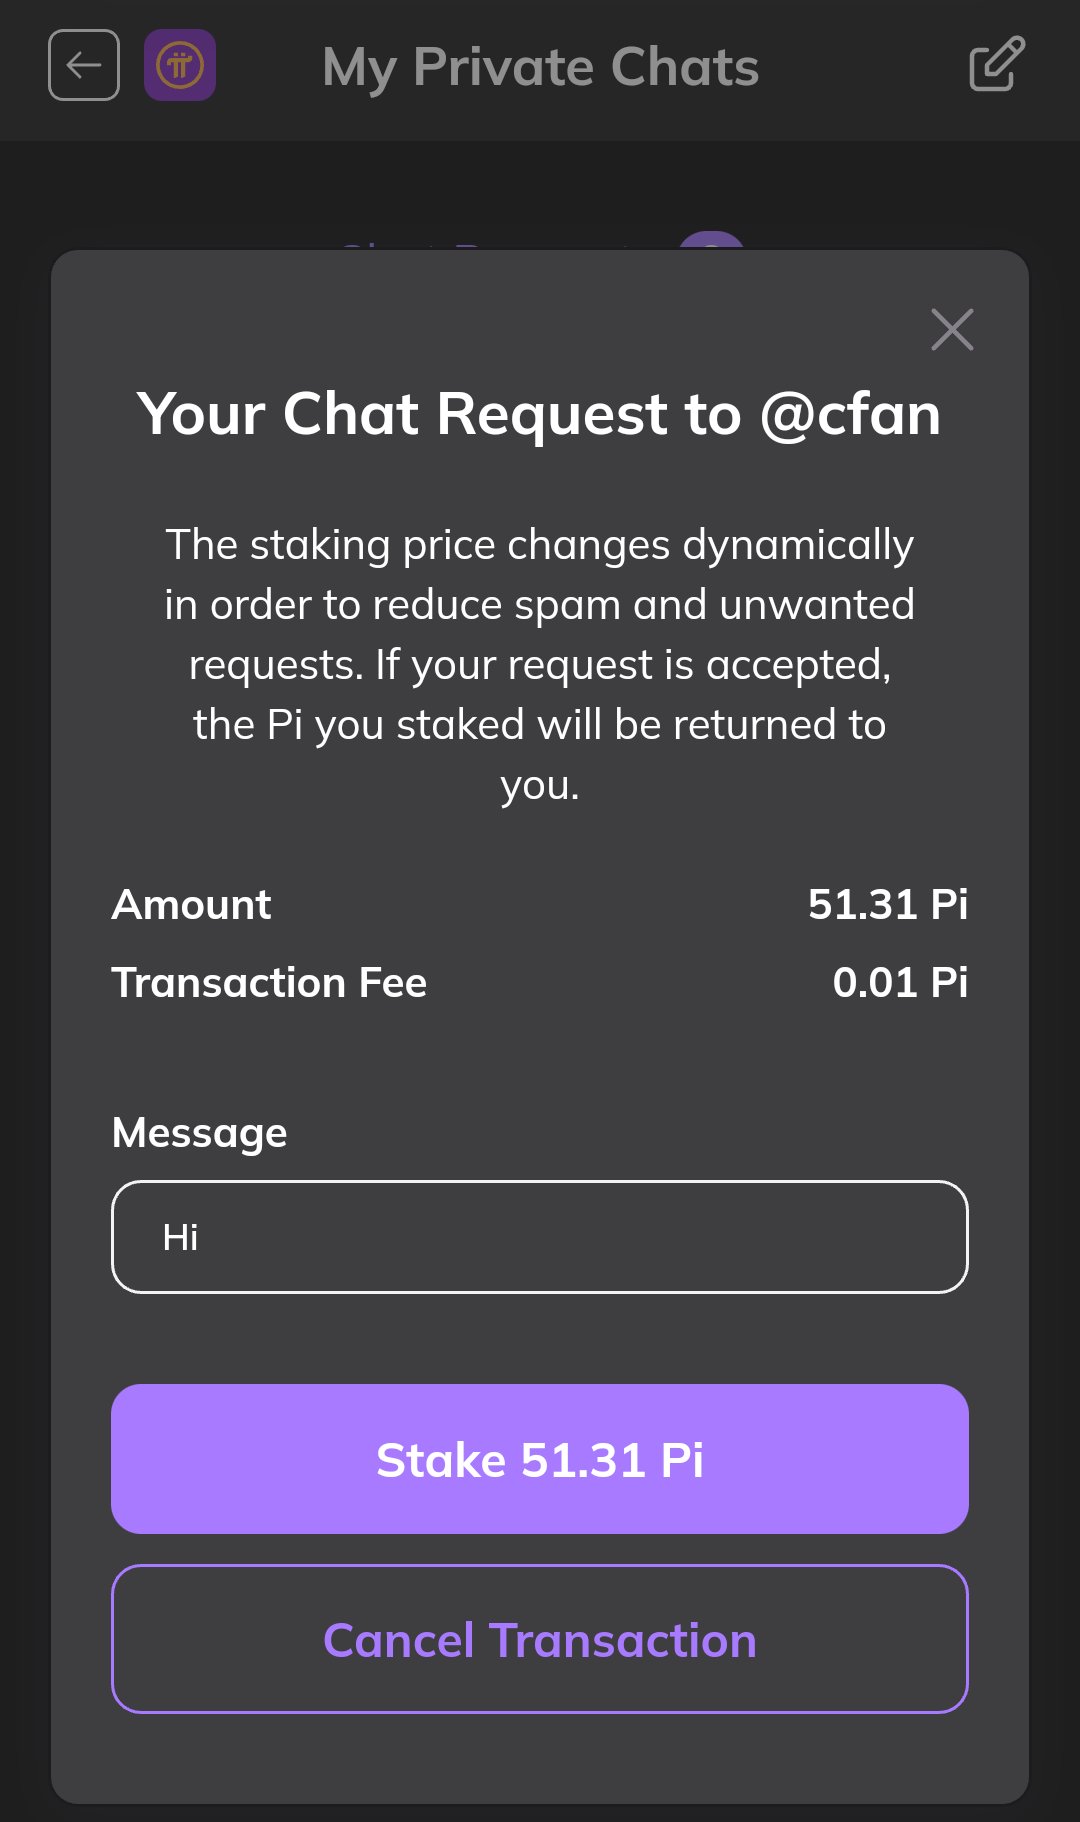 My Private Chats
Your Chat Request to @cfan
The staking price changes dynamically
in order to reduce spam and unwanted
requests. If your request is accepted,
the Pi you staked will be returned to
you.
Amount 51.31 Pi
Transaction Fee 0.01 Pi
Message
Hi
Stake 51.31 Pi
Cancel Transaction